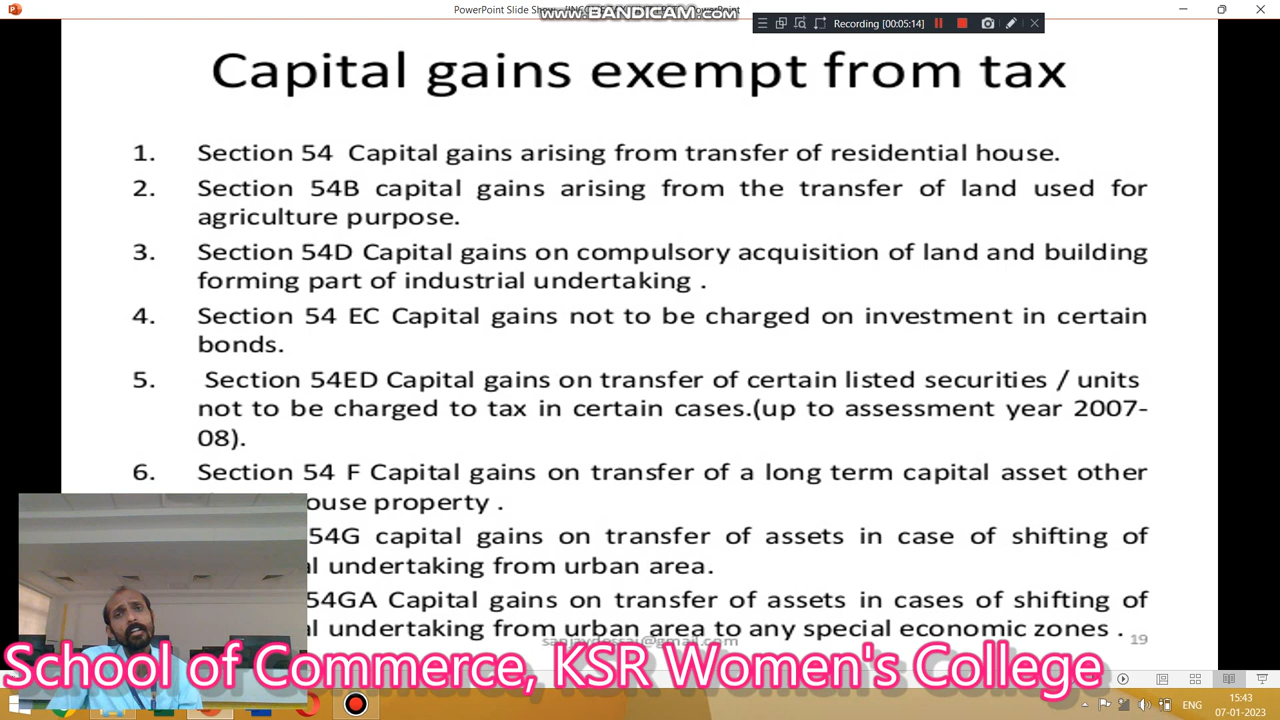 PowerPoint Slide Show
www.BANDICAM.com
Recording [00:05:14]
Capital gains exempt from tax
1. Section 54 Capital gains arising from transfer of residential house.
2. Section 54B capital gains arising from the transfer of land used for
agriculture purpose.
3. Section 54D Capital gains on compulsory acquisition of land and building
forming part of industrial undertaking .
4. Section 54 EC Capital gains not to be charged on investment in certain
bonds.
5. Section 54ED Capital gains on transfer of certain listed securities / units
not to be charged to tax in certain cases.(up to assessment year 2007-
08).
6. Section 54 F Capital gains on transfer of a long term capital asset other
ouse property .
54G capital gains on transfer of assets in case of shifting of
l undertaking from urban area.
54GA Capital gains on transfer of assets in cases of shifting of
l undertaking from urban area to any special economic zones .
sanjaydessai@gmail.com
19
School of Commerce, KSR Women's College
ENG
15:43
07-01-2023